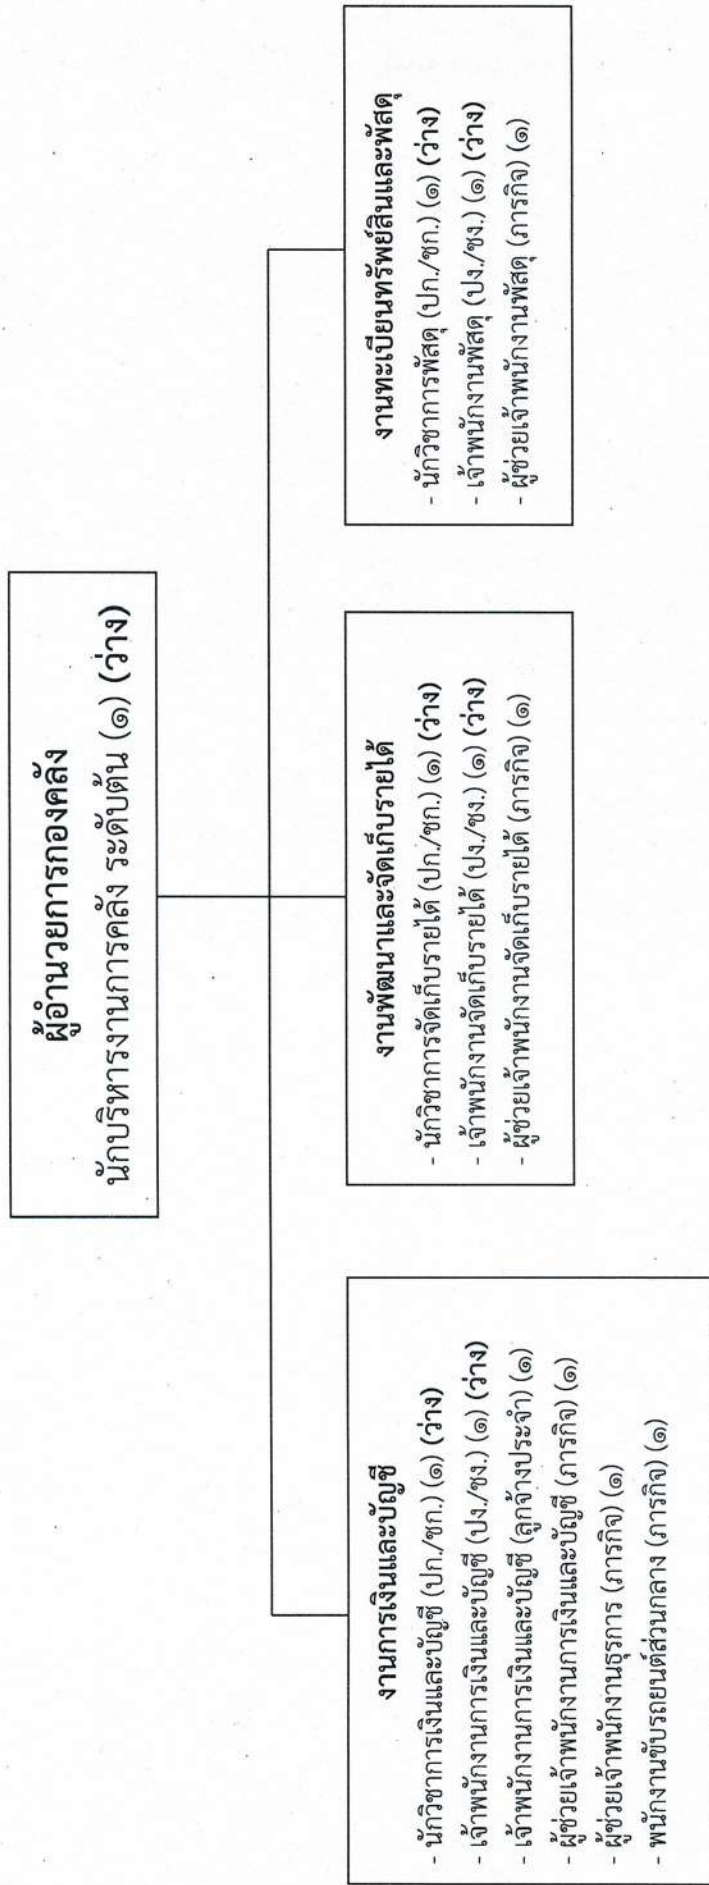 ผู้อำนวยการกองคลัง
นักบริหารงานการคลัง ระดับต้น (๑) (ว่าง)
งานการเงินและบัญชี
- นักวิชาการเงินและบัญชี (ปก./ชก.) (๑) (ว่าง)
- เจ้าพนักงานการเงินและบัญชี (ปง./ชง.) (๑) (ว่าง)
- เจ้าพนักงานการเงินและบัญชี (ลูกจ้างประจำ) (๑)
- ผู้ช่วยเจ้าพนักงานการเงินและบัญชี (ภารกิจ) (๑)
- ผู้ช่วยเจ้าพนักงานธุรการ (ภารกิจ) (๑)
- พนักงานขับรถยนต์ส่วนกลาง (ภารกิจ) (๑)
งานพัฒนาและจัดเก็บรายได้
- นักวิชาการจัดเก็บรายได้ (ปก./ชก.) (๑) (ว่าง)
- เจ้าพนักงานจัดเก็บรายได้ (ปง./ชง.) (๑) (ว่าง)
- ผู้ช่วยเจ้าพนักงานจัดเก็บรายได้ (ภารกิจ) (๑)
งานทะเบียนทรัพย์สินและพัสดุ
- นักวิชาการพัสดุ (ปก./ชก.) (๑) (ว่าง)
- เจ้าพนักงานพัสดุ (ปง./ชง.) (๑) (ว่าง)
- ผู้ช่วยเจ้าพนักงานพัสดุ (ภารกิจ) (๑)